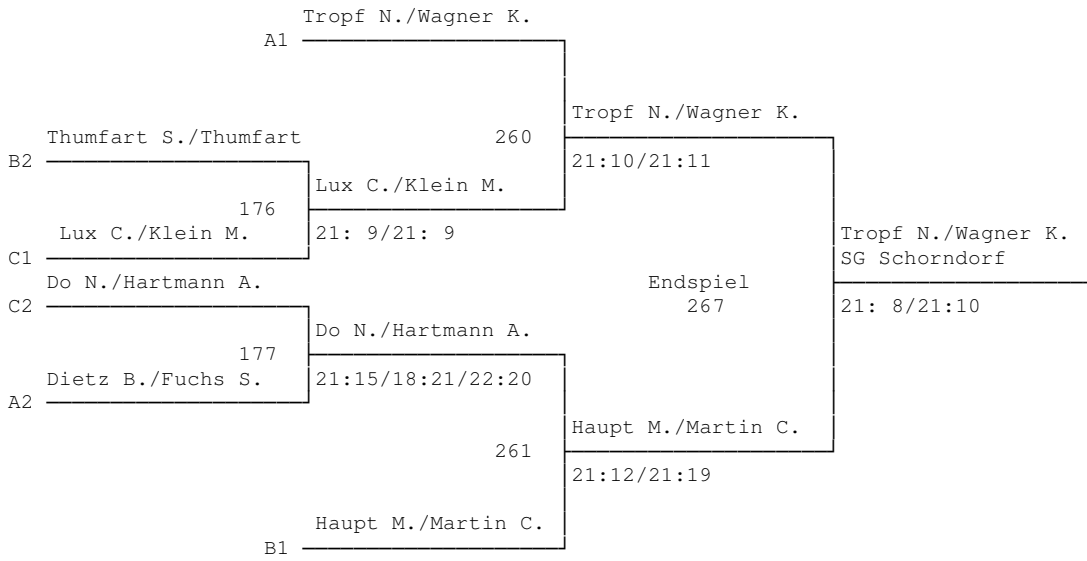 Tropf N./Wagner K.
A1
Tropf N./Wagner K.
Thumfart S./Thumfart 260
B2 21:10/21:11
Lux C./Klein M.
176
Lux C./Klein M. 21: 9/21: 9 Tropf N./Wagner K.
C1 SG Schorndorf
Do N./Hartmann A. Endspiel
C2 267 21: 8/21:10
Do N./Hartmann A.
177
Dietz B./Fuchs S. 21:15/18:21/22:20
A2
Haupt M./Martin C.
261
21:12/21:19
Haupt M./Martin C.
B1